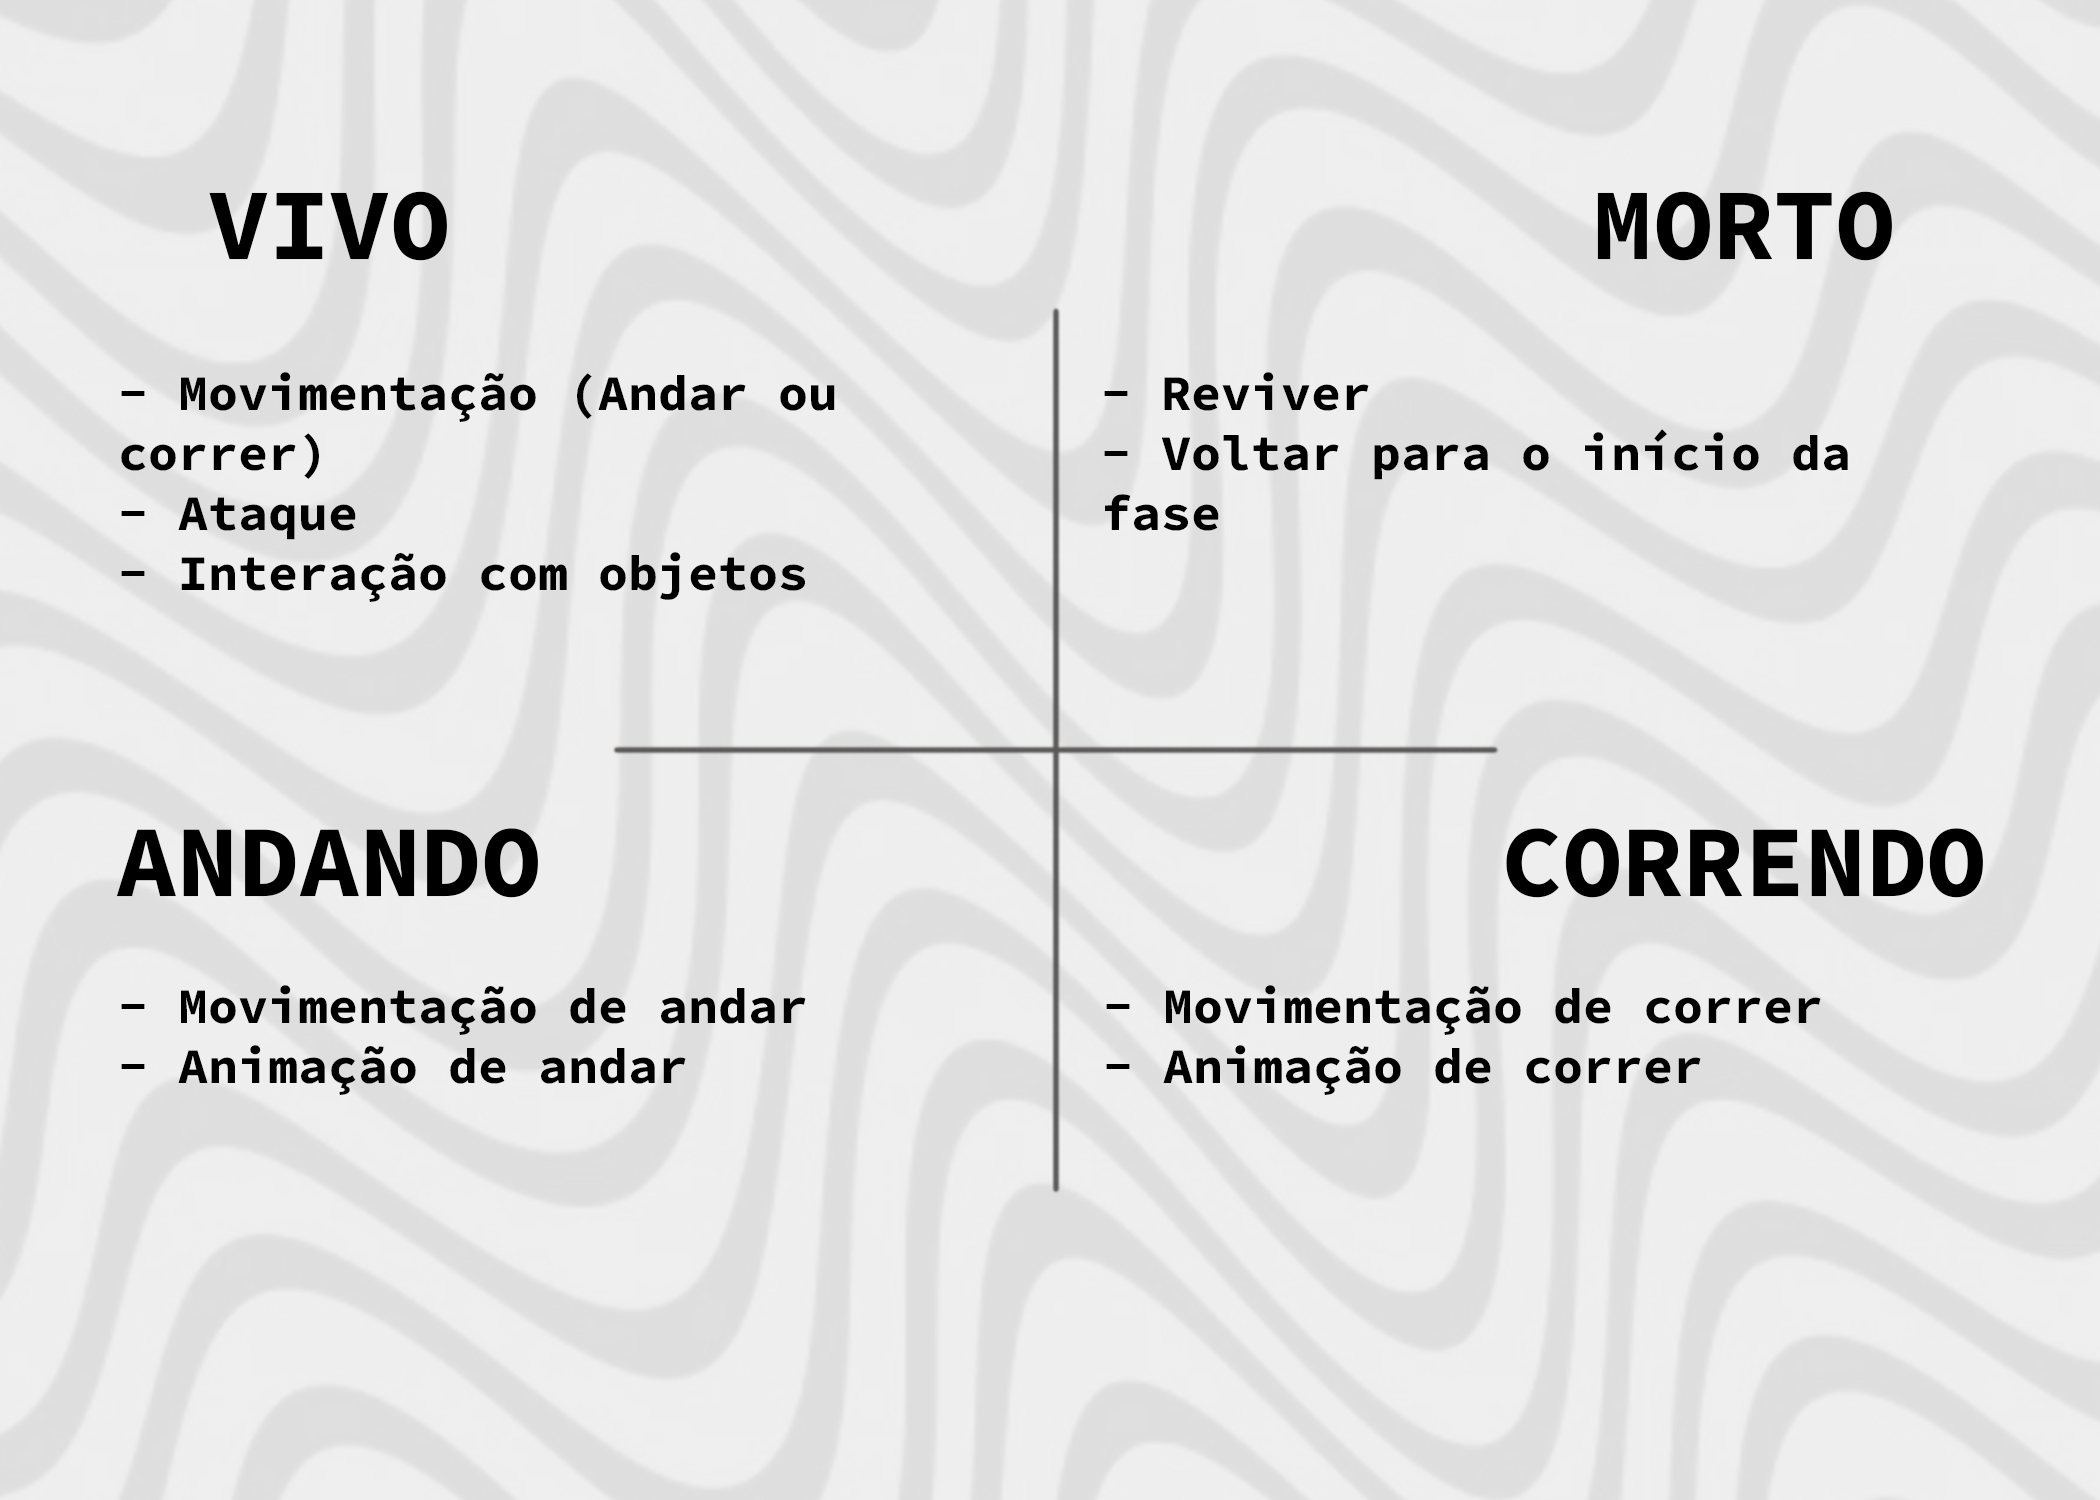 VIVO
- Movimentação (Andar ou
correr)
- Ataque
- Interação com objetos
MORTO
- Reviver
- Voltar para o início da
fase
ANDANDO
- Movimentação de andar
- Animação de andar
CORRENDO
- Movimentação de correr
- Animação de correr